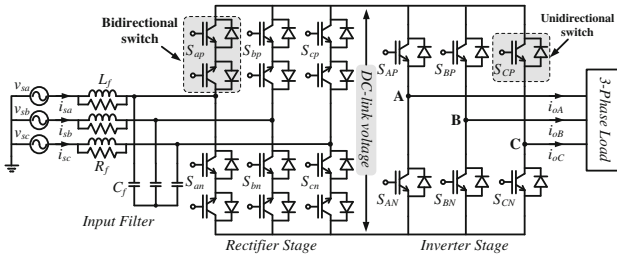 Bidirectional
switch
Unidirectional
switch
S_ap
S_bp
S_cp
S_AP
S_BP
S_CP
DC-link voltage
v_sa
v_sb
v_sc
L_f
i_sa
i_sb
i_sc
R_f
A
B
C
i_oA
i_oB
i_oC
3-Phase Load
C_f
S_an
S_bn
S_cn
S_AN
S_BN
S_CN
Input Filter
Rectifier Stage
Inverter Stage